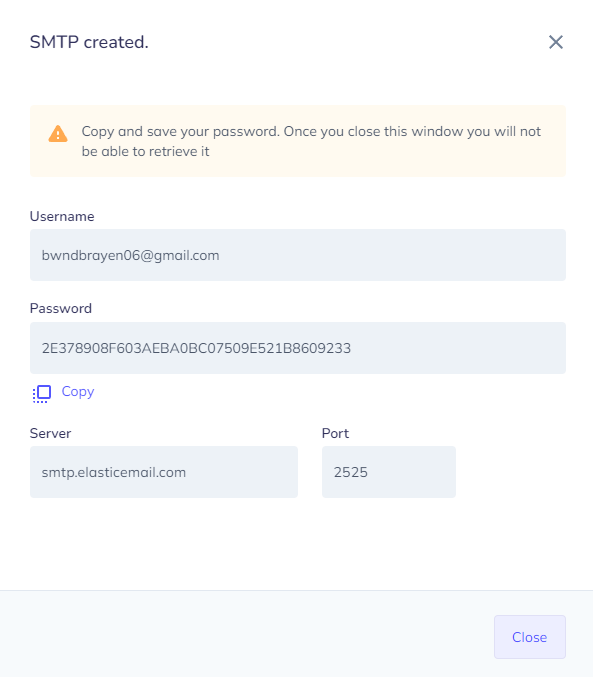 SMTP created.
Copy and save your password. Once you close this window you will not
be able to retrieve it
Username
bwndbrayen06@gmail.com
Password
2E378908F603AEBA0BC07509E521B8609233
Copy
Server
Port
smtp.elasticemail.com
2525
Close